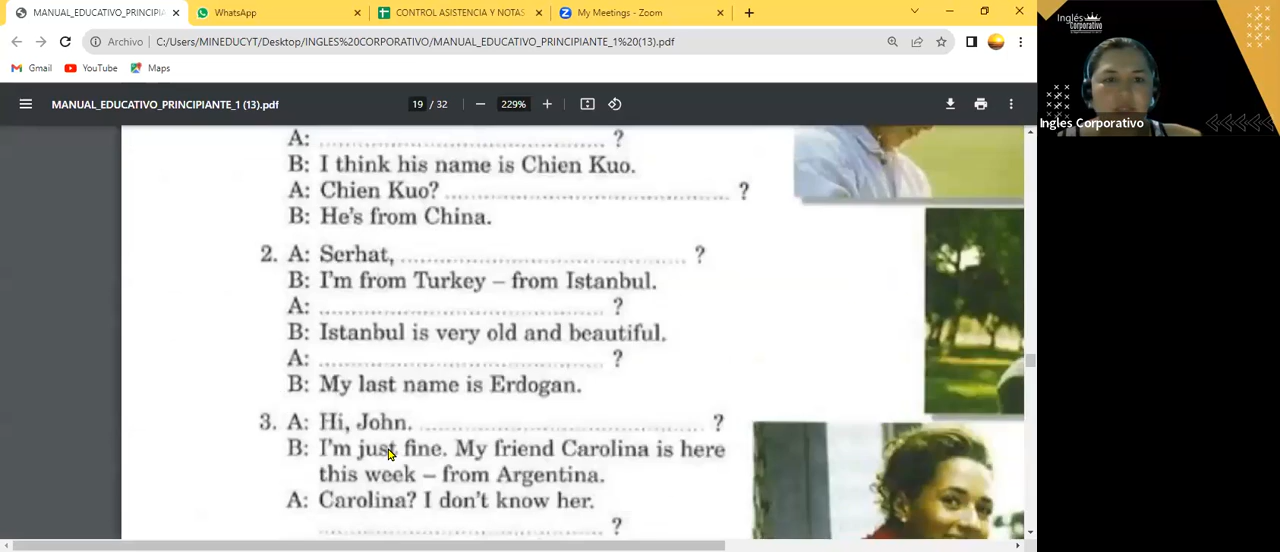 MANUAL_EDUCATIVO_PRINCIPIA
WhatsApp
CONTROL ASISTENCIA Y NOTAS
My Meetings - Zoom
Archivo
C:/Users/MINEDUCYT/Desktop/INGLES%20CORPORATIVO/MANUAL_EDUCATIVO_PRINCIPIANTE_1%20(13).pdf
Gmail
YouTube
Maps
MANUAL_EDUCATIVO_PRINCIPIANTE_1 (13).pdf
19 / 32
229%
A: ........................................ ?
B: I think his name is Chien Kuo.
A: Chien Kuo? ........................................ ?
B: He's from China.
2. A: Serhat, ........................................ ?
B: I'm from Turkey – from Istanbul.
A: ........................................ ?
B: Istanbul is very old and beautiful.
A: ........................................ ?
B: My last name is Erdogan.
3. A: Hi, John. ........................................ ?
B: I'm just fine. My friend Carolina is here
this week – from Argentina.
A: Carolina? I don't know her.
........................................ ?
Inglés
Corporativo
Ingles Corporativo